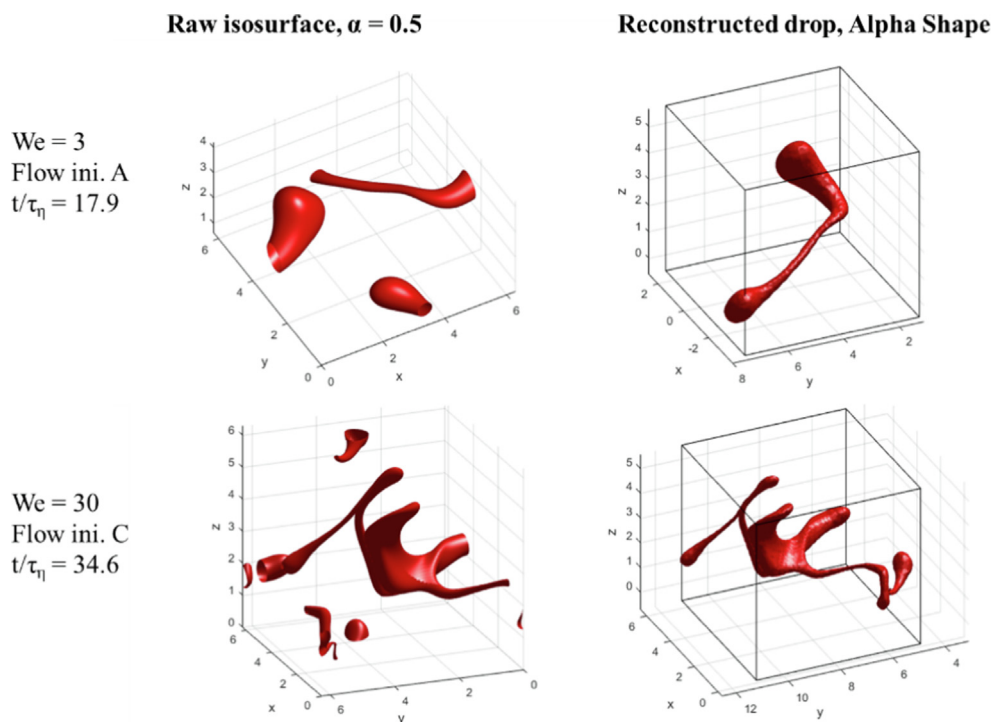 Raw isosurface, α = 0.5
Reconstructed drop, Alpha Shape
We = 3
Flow ini. A
t/τη = 17.9
4
3
2
1
z
6
4
2
0
y
0
2
4
6
x
5
4
3
2
1
0
z
2
0
-2
x
8
6
4
2
y
We = 30
Flow ini. C
t/τη = 34.6
6
5
4
3
2
1
0
z
6
4
2
0
x
6
4
2
0
y
5
4
3
2
1
0
z
6
4
2
0
x
12
10
8
6
4
y